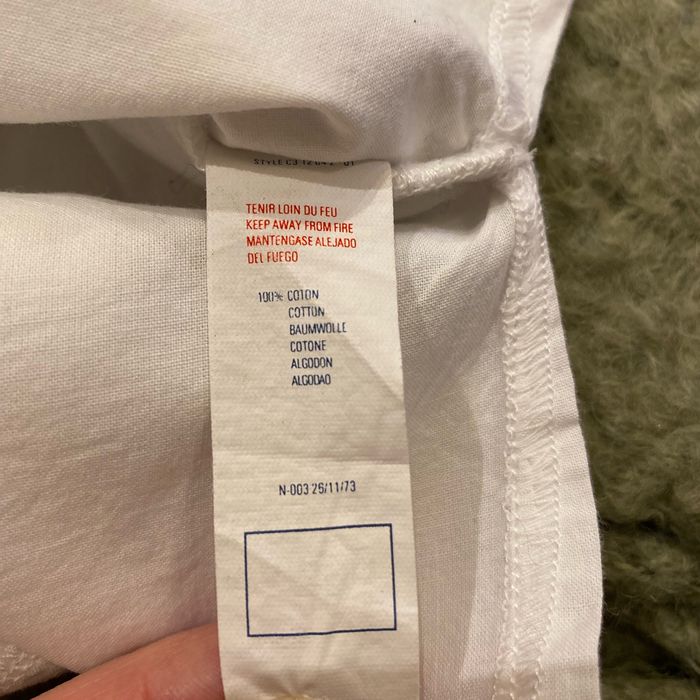 TENIR LOIN DU FEU
KEEP AWAY FROM FIRE
MANTENGASE ALEJADO
DEL FUEGO
100% COTON
COTTON
BAUMWOLLE
COTONE
ALGODON
ALGODAO
N-003 26/11/73